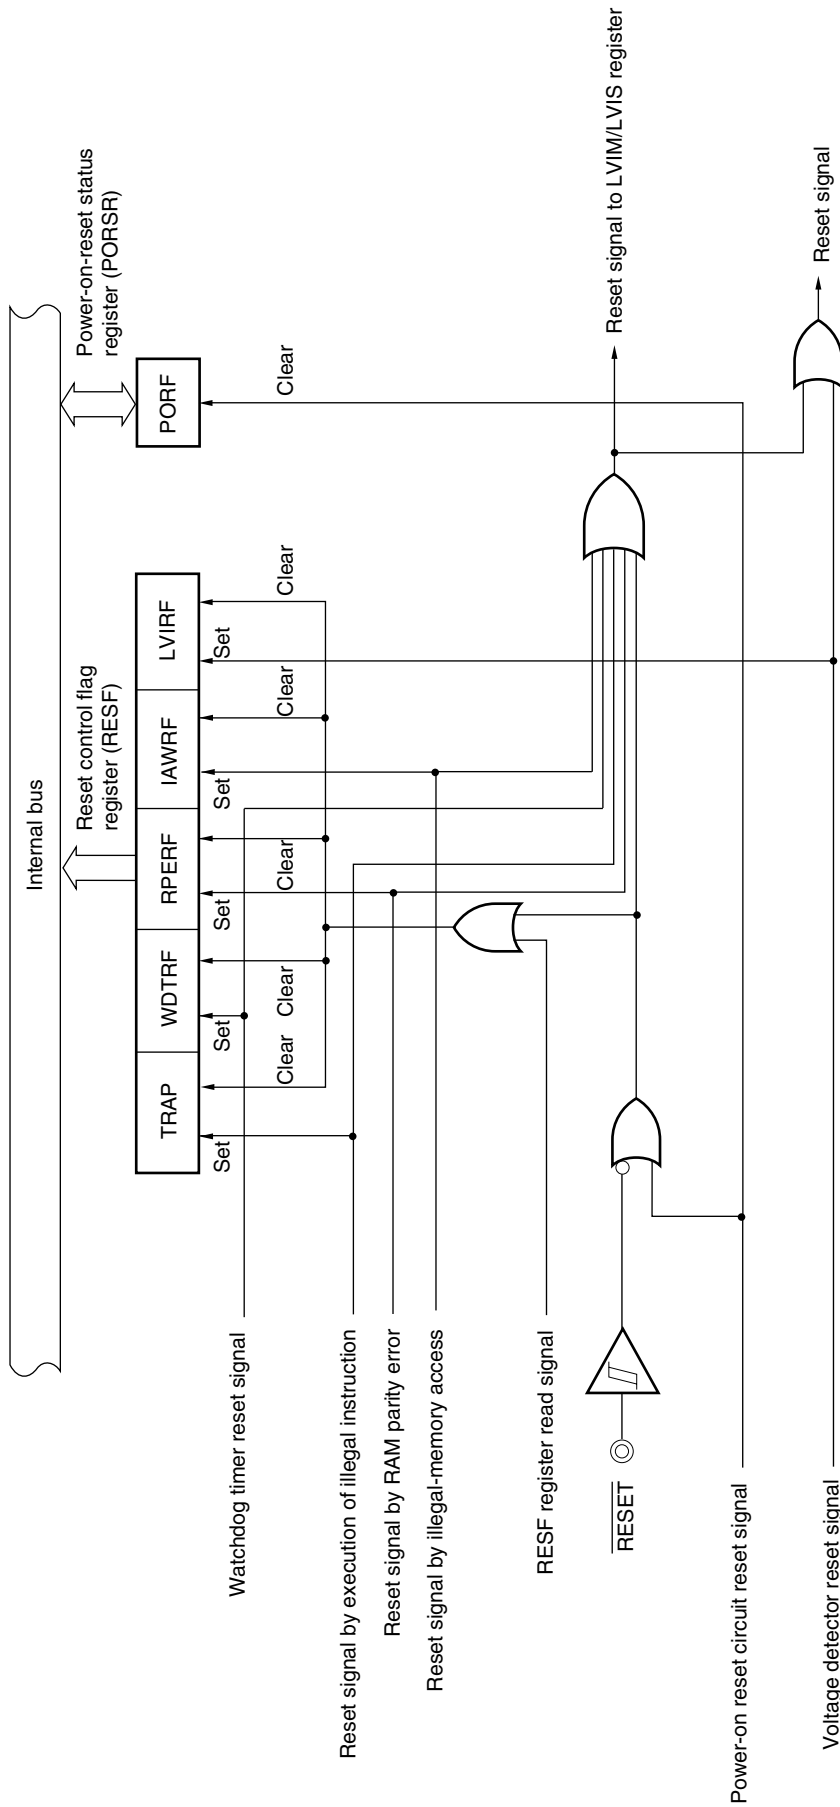 Internal bus
Reset control flag
register (RESF)
Power-on-reset status
register (PORSR)
TRAP
WDTRF
RPERF
IAWRF
LVIRF
PORF
Set
Clear
Set
Clear
Set
Clear
Set
Clear
Set
Clear
Clear
Watchdog timer reset signal
Reset signal by execution of illegal instruction
Reset signal by RAM parity error
Reset signal by illegal-memory access
RESF register read signal
RESET
Reset signal to LVIM/LVIS register
Power-on reset circuit reset signal
Voltage detector reset signal
Reset signal